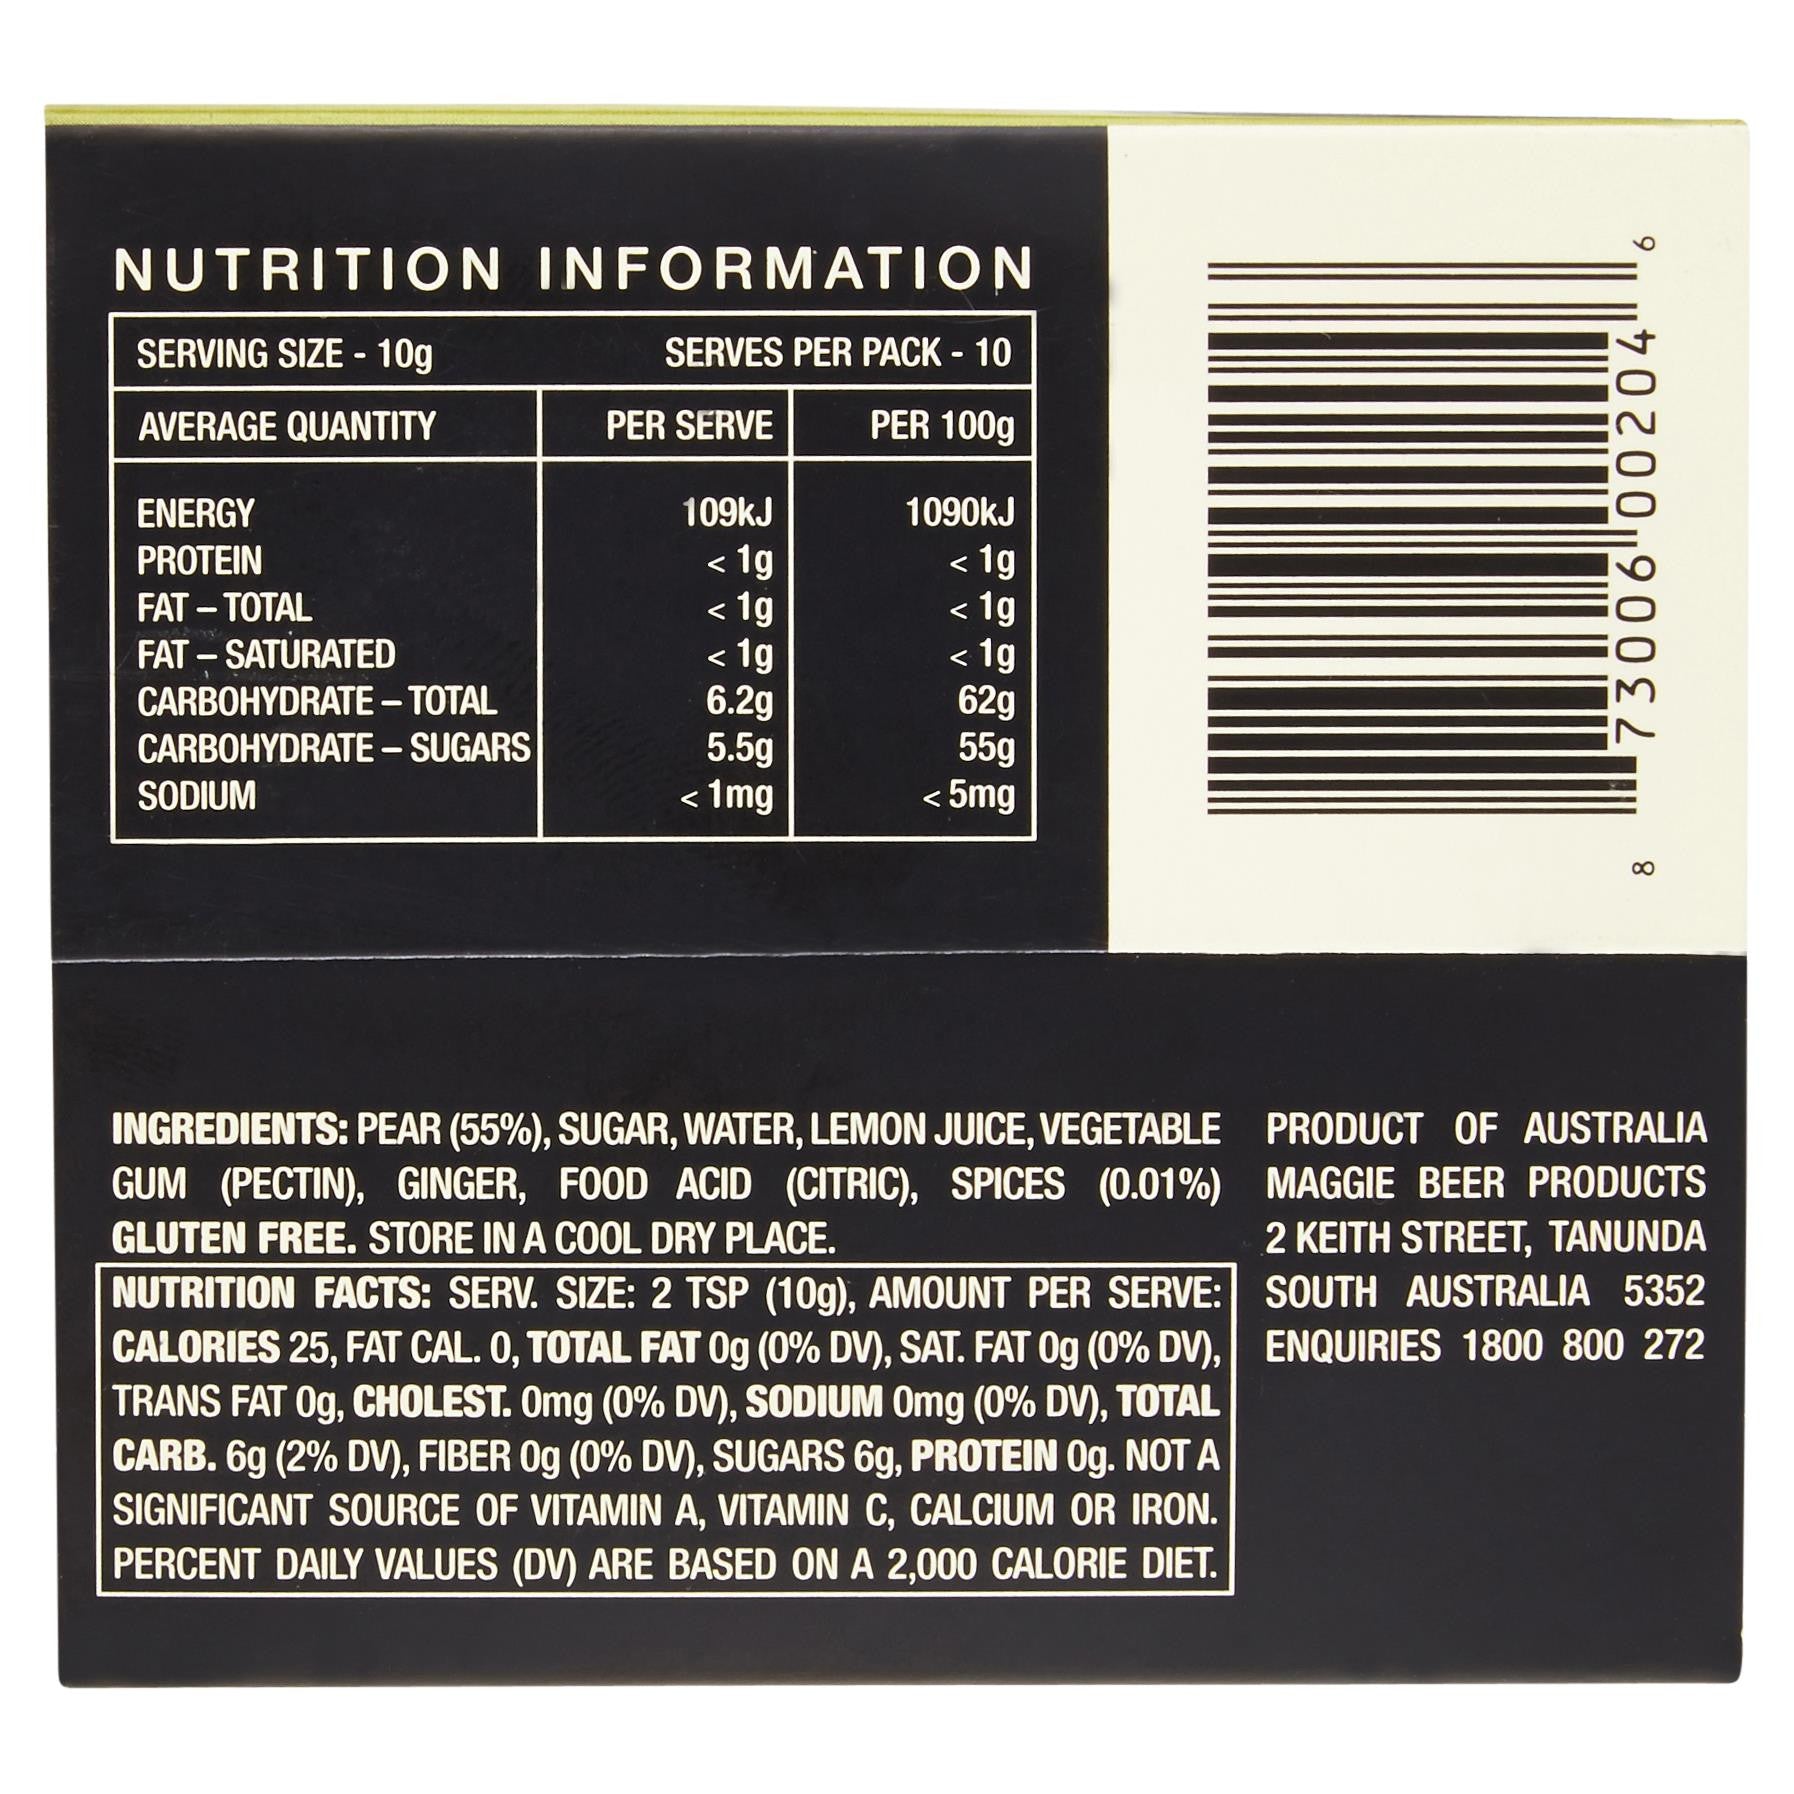 NUTRITION INFORMATION
SERVING SIZE - 10g SERVES PER PACK - 10
AVERAGE QUANTITY PER SERVE PER 100g
ENERGY 109kJ 1090kJ
PROTEIN < 1g < 1g
FAT – TOTAL < 1g < 1g
FAT – SATURATED < 1g < 1g
CARBOHYDRATE – TOTAL 6.2g 62g
CARBOHYDRATE – SUGARS 5.5g 55g
SODIUM < 1mg < 5mg
8 73006 00204 6
INGREDIENTS: PEAR (55%), SUGAR, WATER, LEMON JUICE, VEGETABLE
GUM (PECTIN), GINGER, FOOD ACID (CITRIC), SPICES (0.01%)
GLUTEN FREE. STORE IN A COOL DRY PLACE.
NUTRITION FACTS: SERV. SIZE: 2 TSP (10g), AMOUNT PER SERVE:
CALORIES 25, FAT CAL. 0, TOTAL FAT 0g (0% DV), SAT. FAT 0g (0% DV),
TRANS FAT 0g, CHOLEST. 0mg (0% DV), SODIUM 0mg (0% DV), TOTAL
CARB. 6g (2% DV), FIBER 0g (0% DV), SUGARS 6g, PROTEIN 0g. NOT A
SIGNIFICANT SOURCE OF VITAMIN A, VITAMIN C, CALCIUM OR IRON.
PERCENT DAILY VALUES (DV) ARE BASED ON A 2,000 CALORIE DIET.
PRODUCT OF AUSTRALIA
MAGGIE BEER PRODUCTS
2 KEITH STREET, TANUNDA
SOUTH AUSTRALIA 5352
ENQUIRIES 1800 800 272